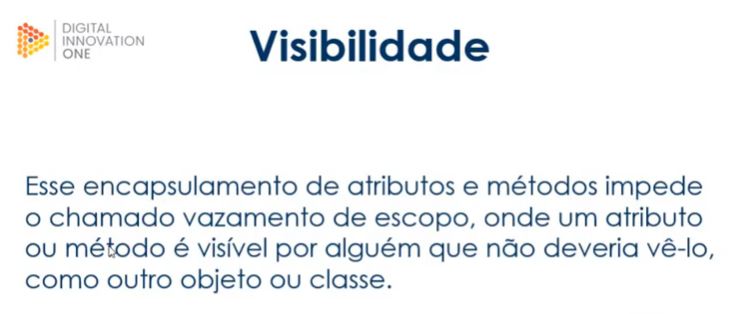 DIGITAL
INNOVATION
ONE
Visibilidade
Esse encapsulamento de atributos e métodos impede
o chamado vazamento de escopo, onde um atributo
ou método é visível por alguém que não deveria vê-lo,
como outro objeto ou classe.